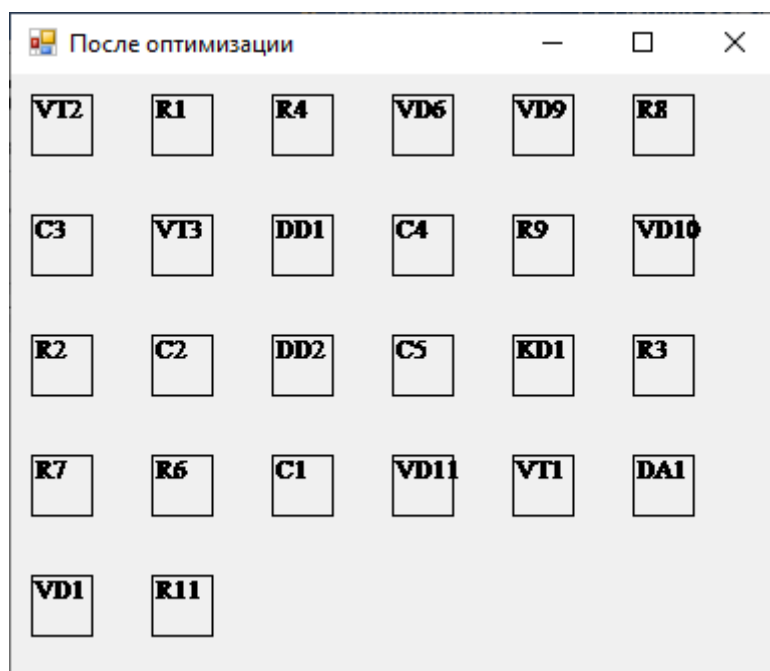 После оптимизации
VT2 R1 R4 VD6 VD9 R8
C3 VT3 DD1 C4 R9 VD10
R2 C2 DD2 C5 KD1 R3
R7 R6 C1 VD11 VT1 DA1
VD1 R11